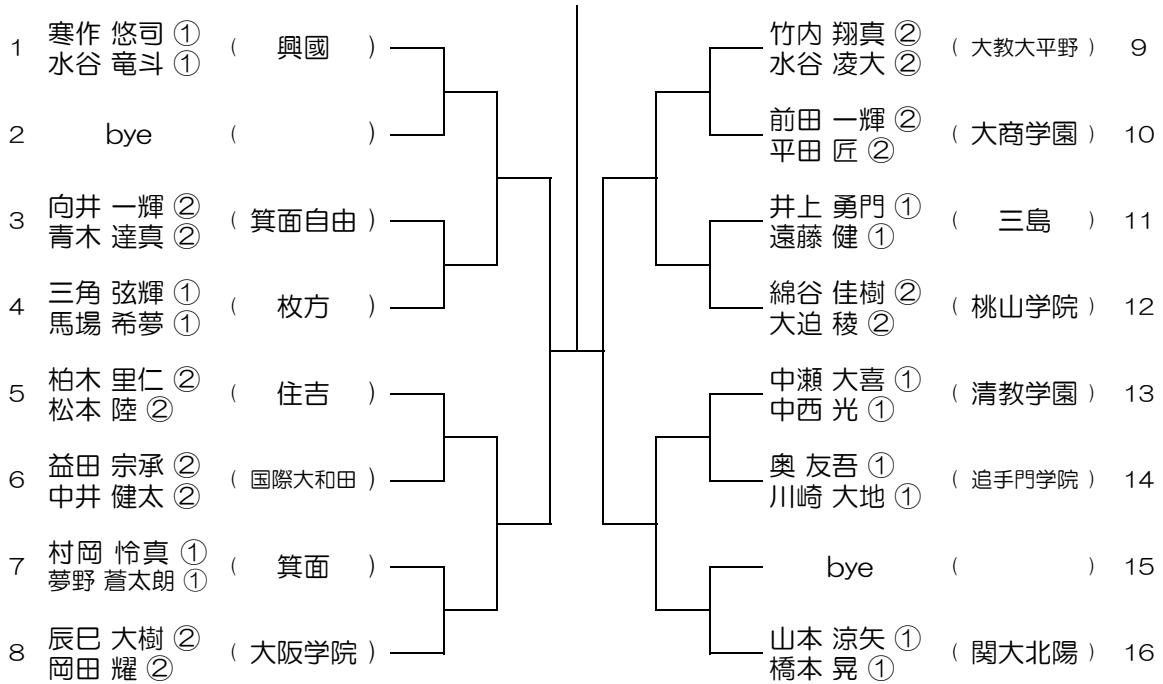 1 寒作 悠司 ① ( 興國 )
水谷 竜斗 ①
2 bye ( )
3 向井 一輝 ② ( 箕面自由 )
青木 達真 ②
4 三角 弦輝 ① ( 枚方 )
馬場 希夢 ①
5 柏木 里仁 ② ( 住吉 )
松本 陸 ②
6 益田 宗承 ② ( 国際大和田 )
中井 健太 ②
7 村岡 怜真 ① ( 箕面 )
夢野 蒼太朗 ①
8 辰巳 大樹 ② ( 大阪学院 )
岡田 耀 ②
竹内 翔真 ② ( 大教大平野 ) 9
水谷 凌大 ②
前田 一輝 ② ( 大商学園 ) 10
平田 匠 ②
井上 勇門 ① ( 三島 ) 11
遠藤 健 ①
綿谷 佳樹 ② ( 桃山学院 ) 12
大迫 稜 ②
中瀬 大喜 ① ( 清教学園 ) 13
中西 光 ①
奥 友吾 ① ( 追手門学院 ) 14
川崎 大地 ①
bye ( ) 15
山本 涼矢 ① ( 関大北陽 ) 16
橋本 晃 ①